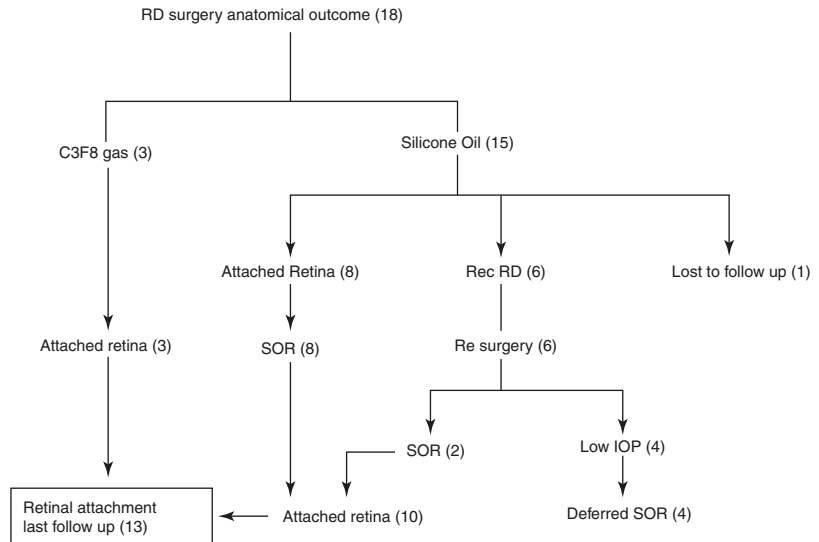 RD surgery anatomical outcome (18)
C3F8 gas (3)
Silicone Oil (15)
Attached Retina (8)
Rec RD (6)
Lost to follow up (1)
Attached retina (3)
SOR (8)
Re surgery (6)
SOR (2)
Low IOP (4)
Retinal attachment
last follow up (13)
Attached retina (10)
Deferred SOR (4)